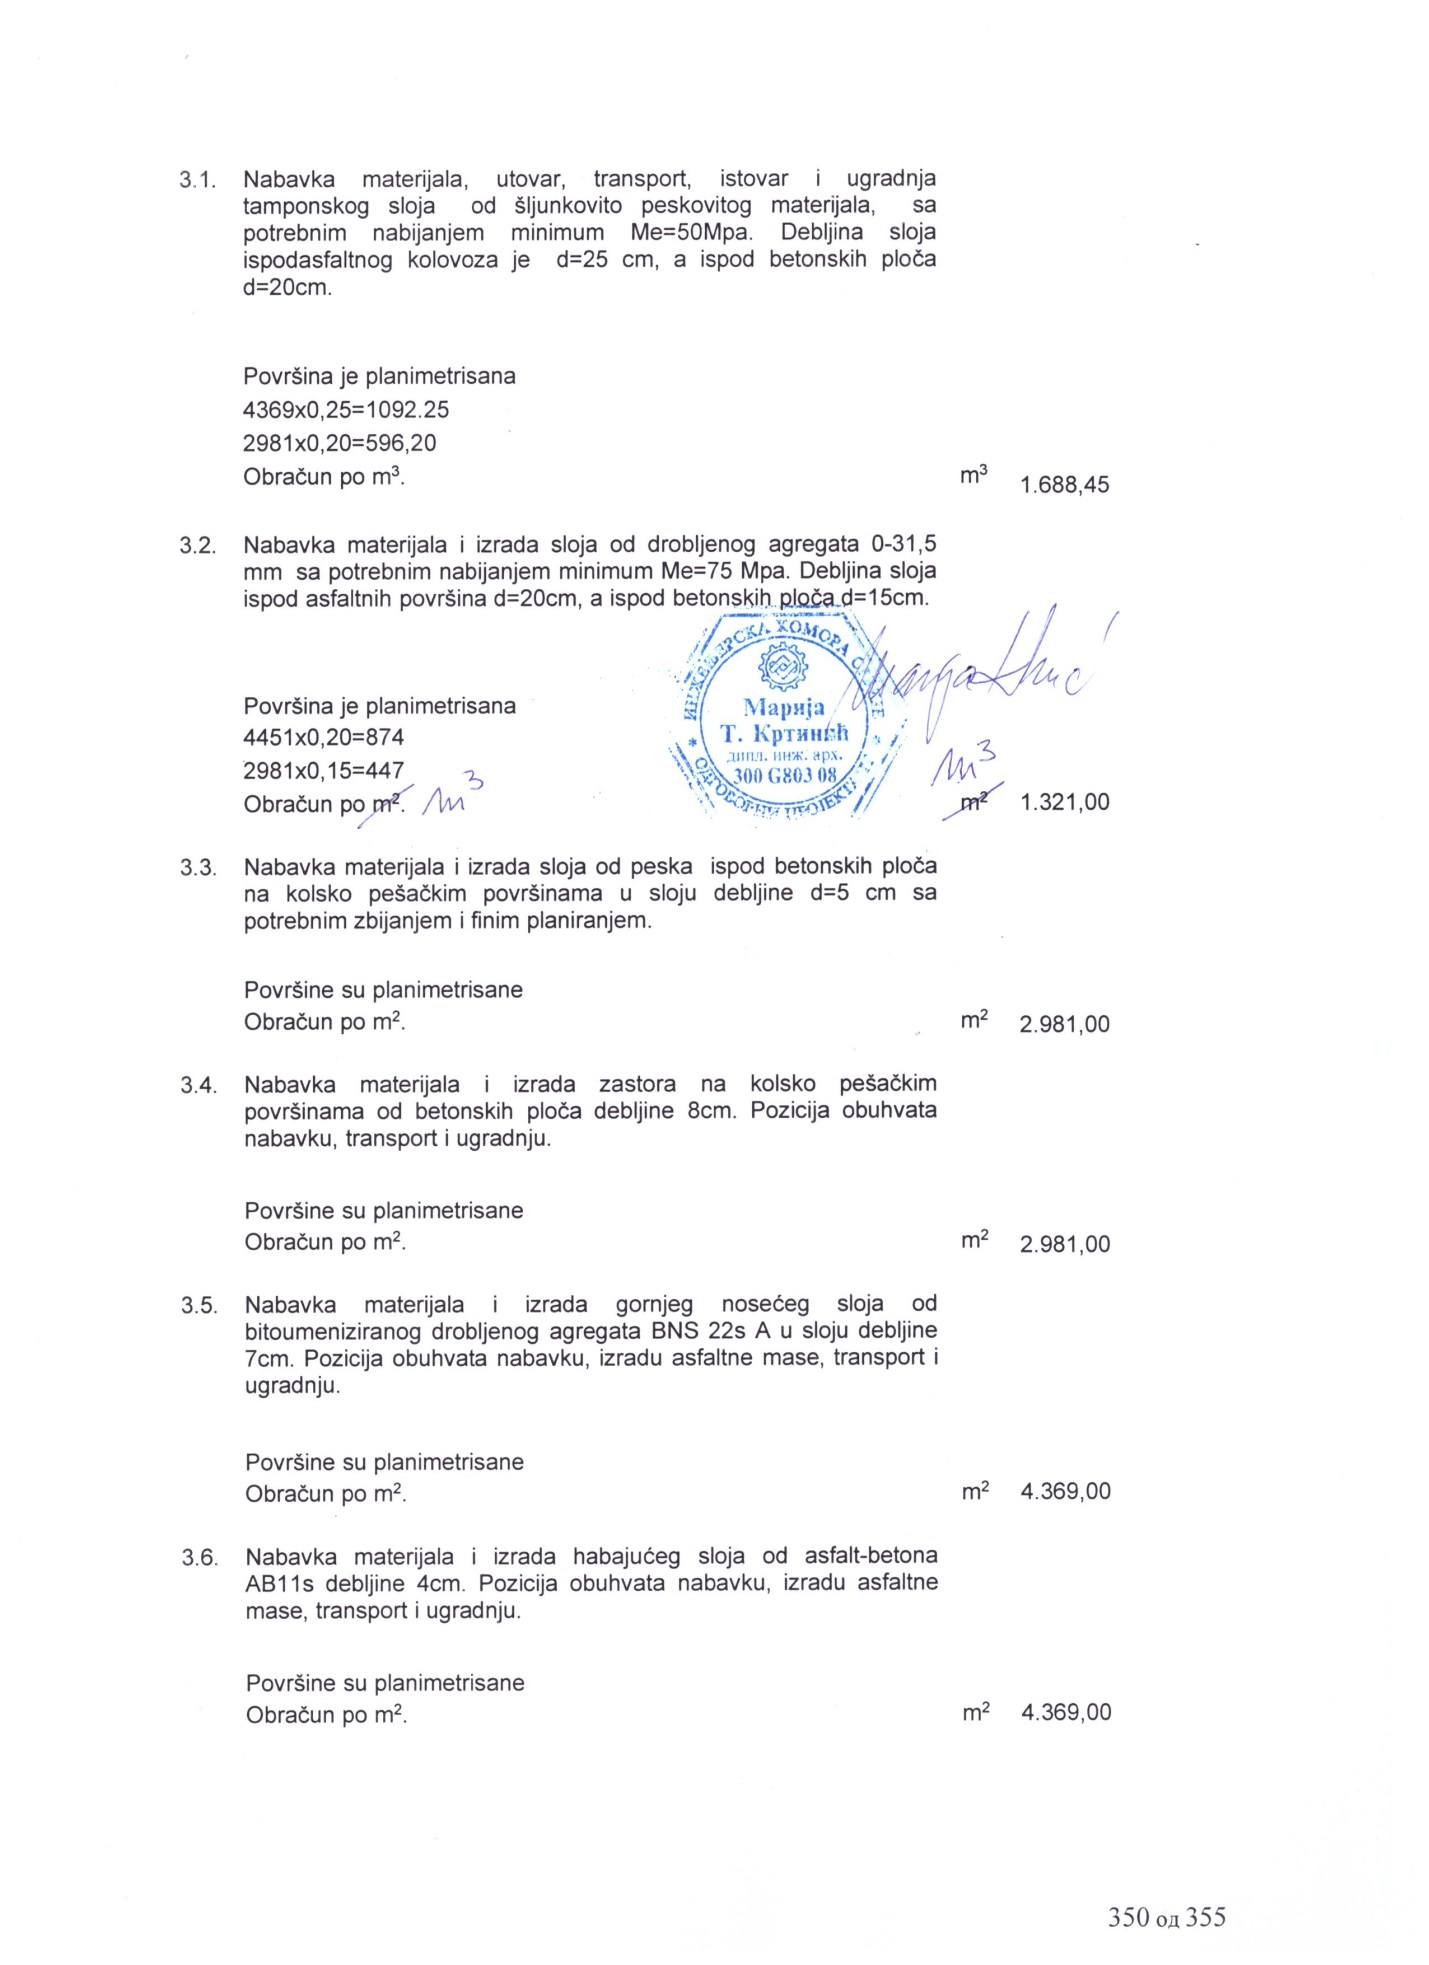 3.1. Nabavka materijala, utovar, transport, istovar i ugradnja
tamponskog sloja od šljunkovito peskovitog materijala, sa
potrebnim nabijanjem minimum Me=50Mpa. Debljina sloja
ispodasfaltnog kolovoza je d=25 cm, a ispod betonskih ploča
d=20cm.
Površina je planimetrisana
4369x0,25=1092.25
2981x0,20=596,20
Obračun po m³. m³ 1.688,45
3.2. Nabavka materijala i izrada sloja od drobljenog agregata 0-31,5
mm sa potrebnim nabijanjem minimum Me=75 Mpa. Debljina sloja
ispod asfaltnih površina d=20cm, a ispod betonskih ploča d=15cm.
ИНЖЕЊЕРСКА КОМОРА СРБИЈЕ
Марија
Т. Кртинић
дипл. инж. арх.
300 G803 08
ОДГОВОРНИ ПРОЈЕКТАНТ
Površina je planimetrisana
4451x0,20=874
2981x0,15=447
m³
Obračun po m². m³ m² 1.321,00
3.3. Nabavka materijala i izrada sloja od peska ispod betonskih ploča
na kolsko pešačkim površinama u sloju debljine d=5 cm sa
potrebnim zbijanjem i finim planiranjem.
Površine su planimetrisane
Obračun po m². m² 2.981,00
3.4. Nabavka materijala i izrada zastora na kolsko pešačkim
površinama od betonskih ploča debljine 8cm. Pozicija obuhvata
nabavku, transport i ugradnju.
Površine su planimetrisane
Obračun po m². m² 2.981,00
3.5. Nabavka materijala i izrada gornjeg nosećeg sloja od
bitoumeniziranog drobljenog agregata BNS 22s A u sloju debljine
7cm. Pozicija obuhvata nabavku, izradu asfaltne mase, transport i
ugradnju.
Površine su planimetrisane
Obračun po m². m² 4.369,00
3.6. Nabavka materijala i izrada habajućeg sloja od asfalt-betona
AB11s debljine 4cm. Pozicija obuhvata nabavku, izradu asfaltne
mase, transport i ugradnju.
Površine su planimetrisane
Obračun po m². m² 4.369,00
350 од 355